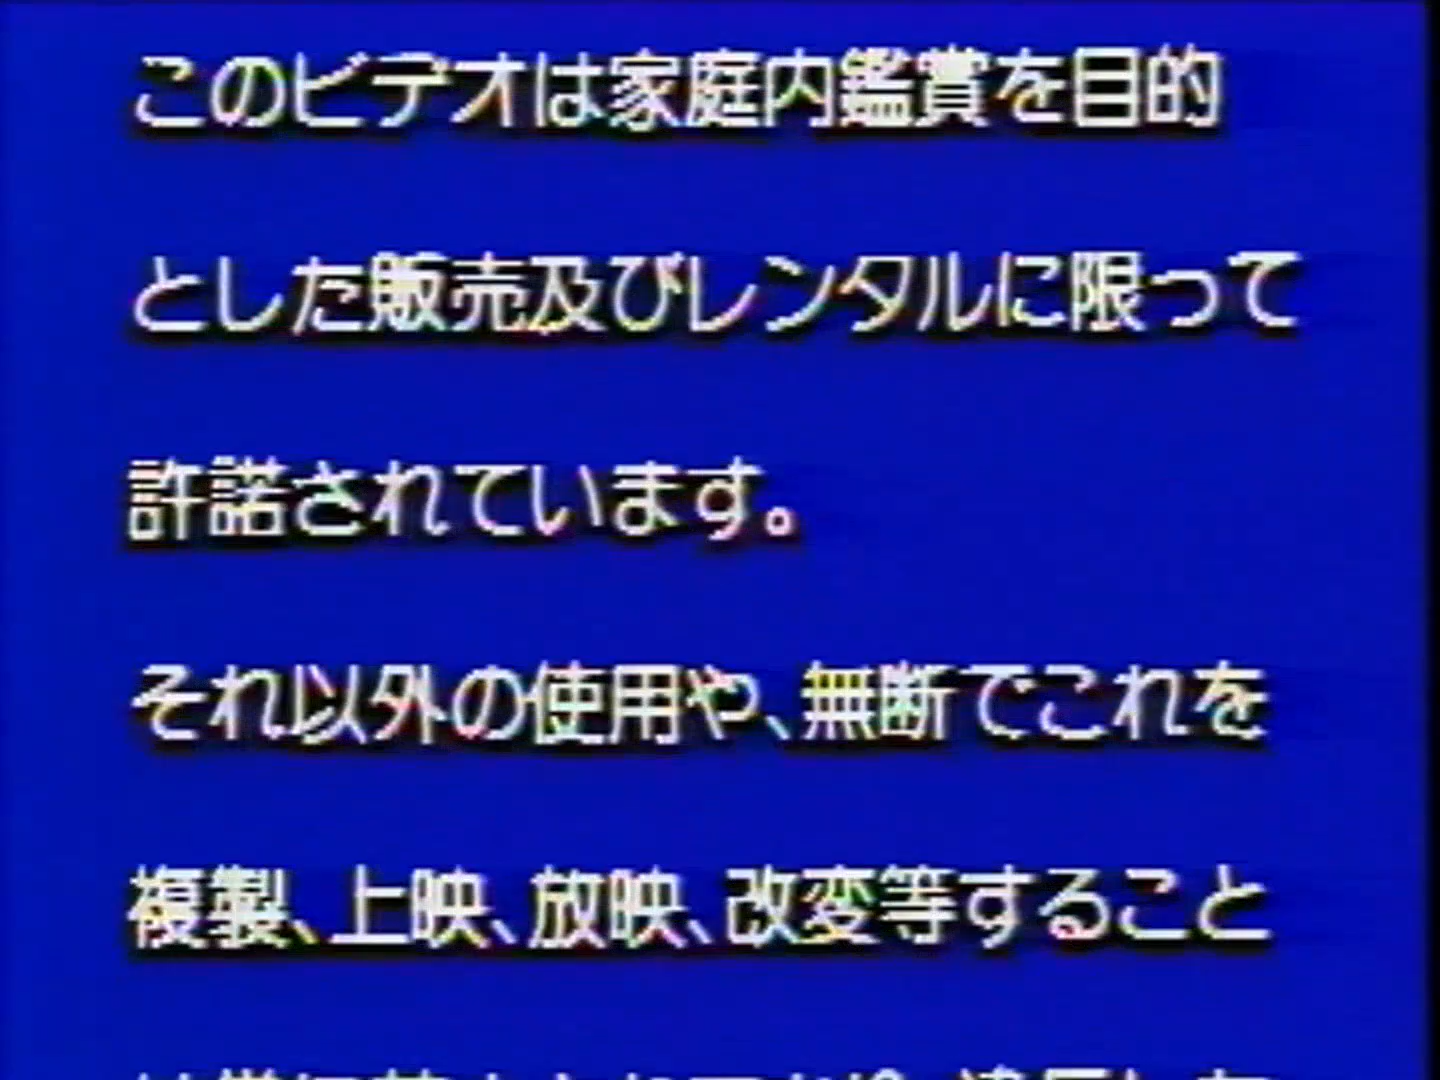 このビデオは家庭内鑑賞を目的
とした販売及びレンタルに限って
許諾されています。
それ以外の使用や、無断でこれを
複製、上映、放映、改変等すること